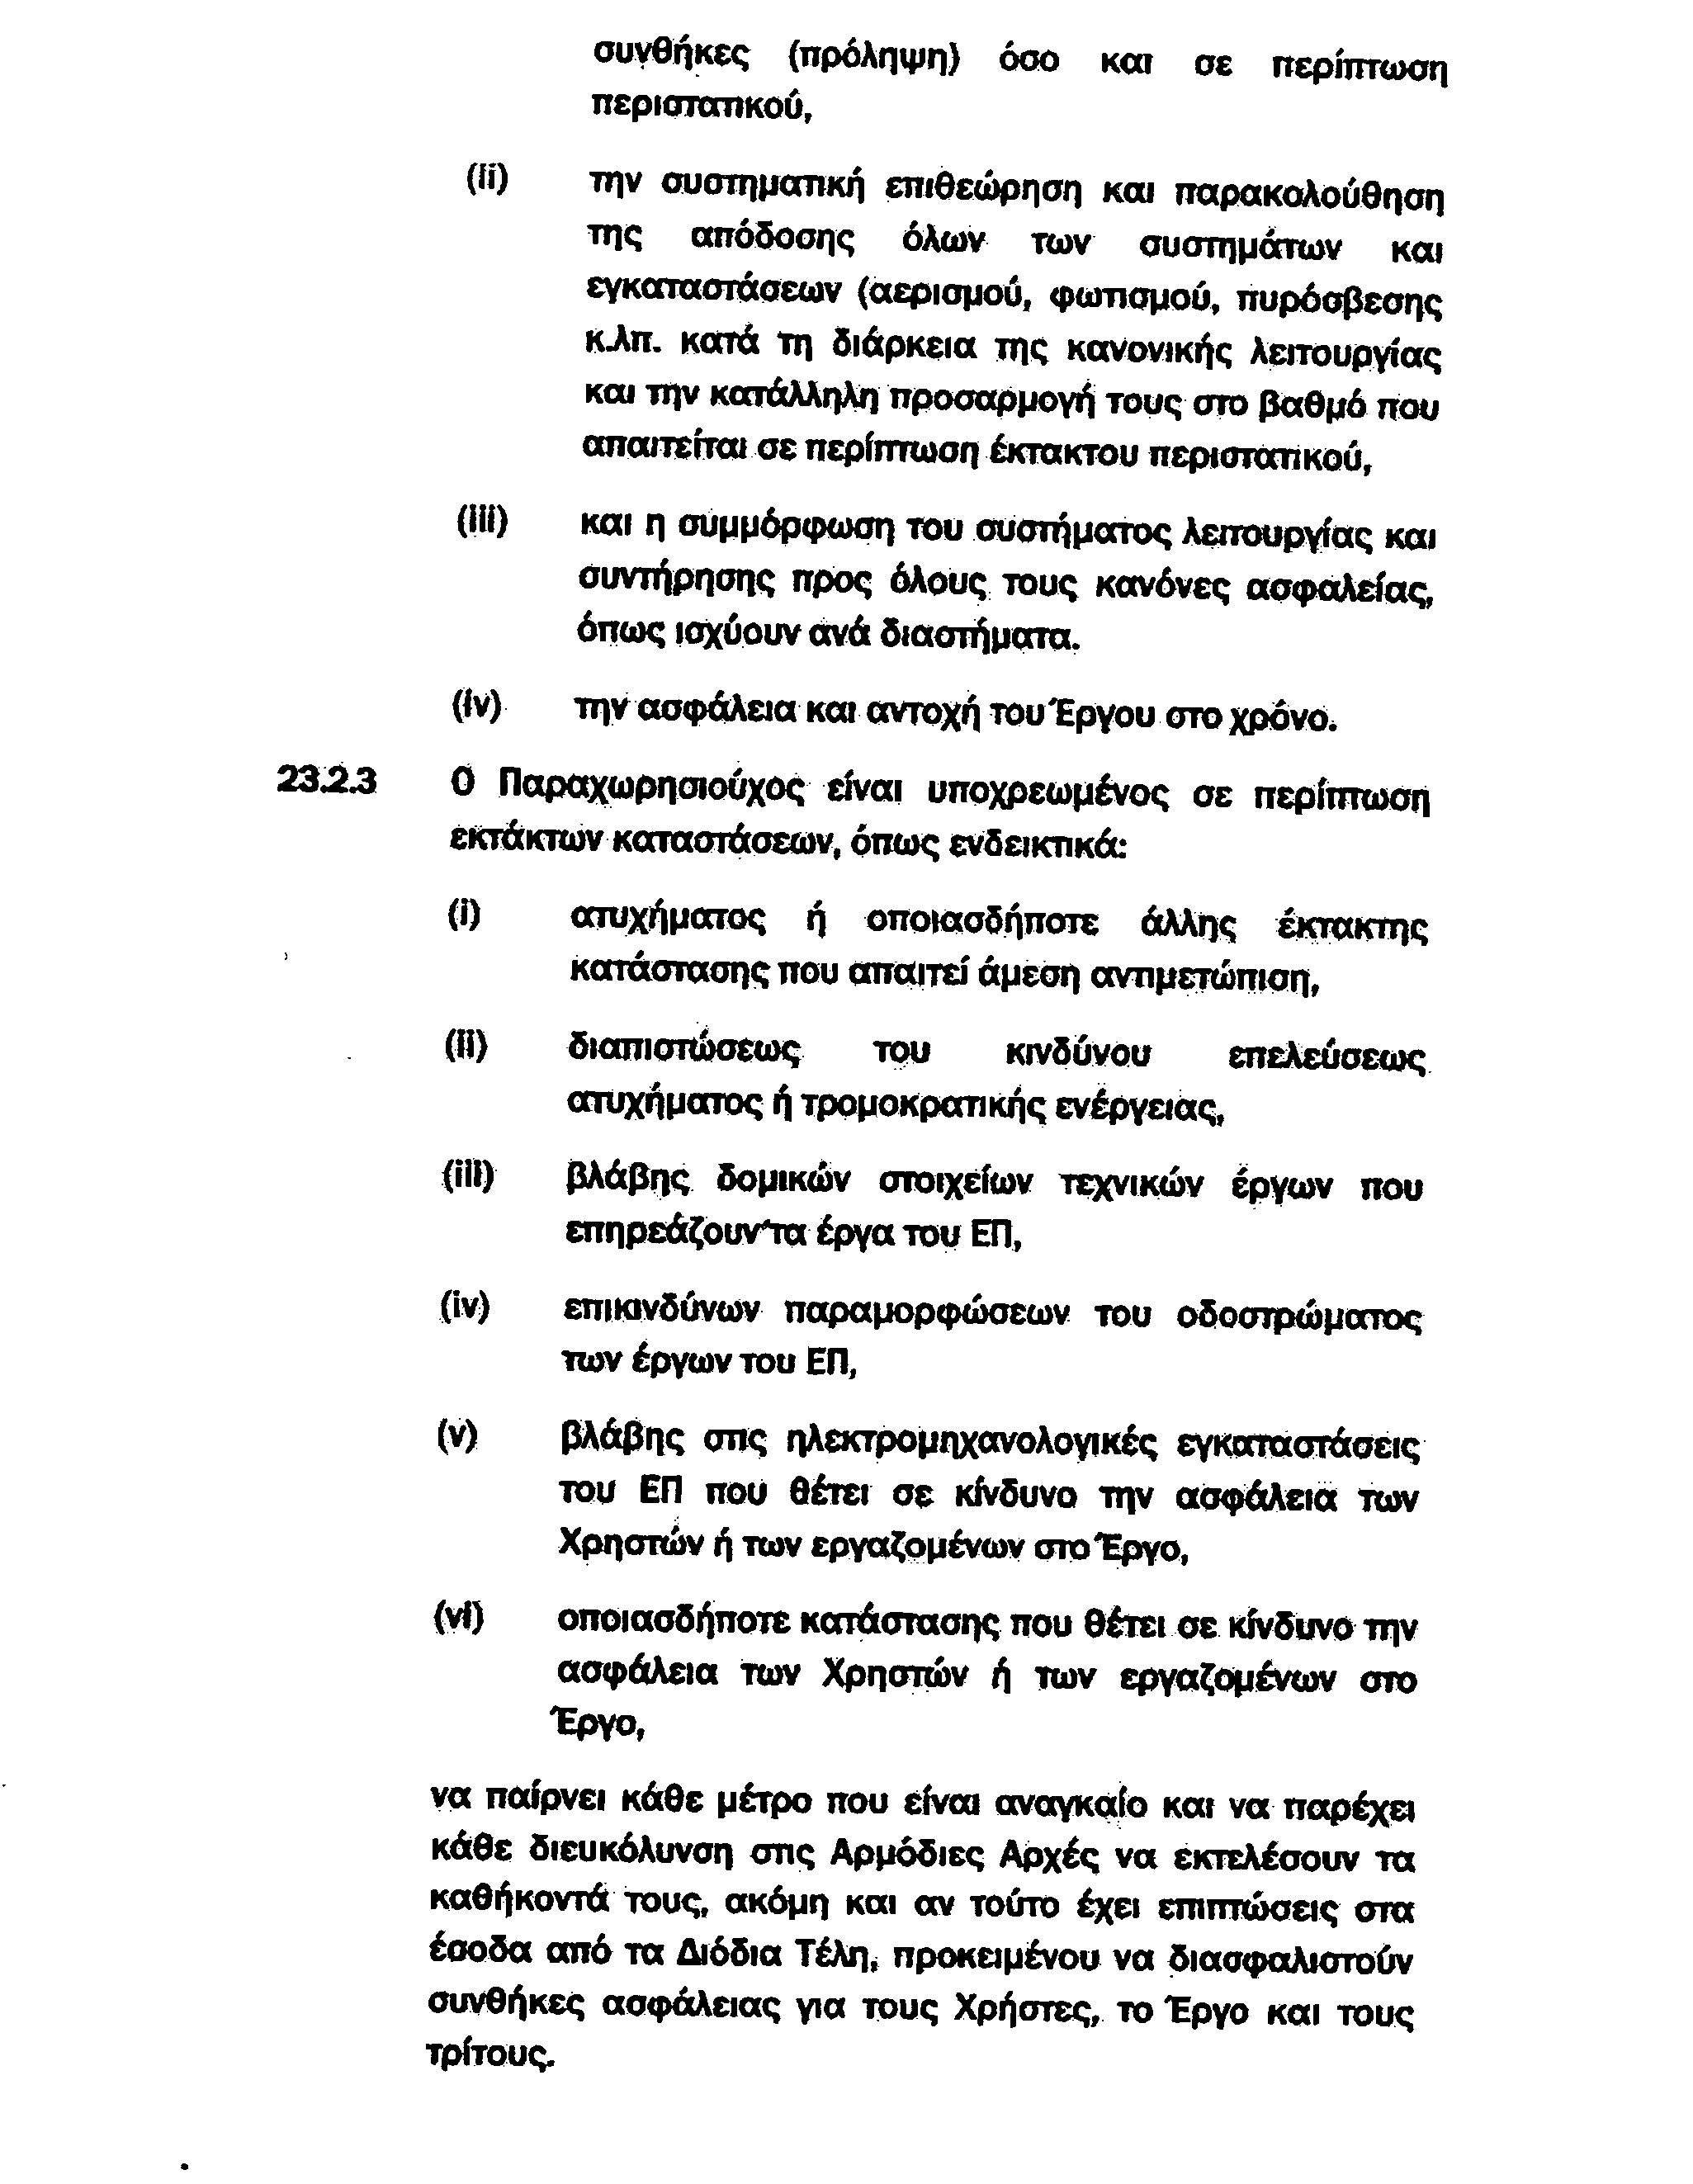 συνθήκες (πρόληψη) όσο και σε περίπτωση
περιστατικού,
(ii) την συστηματική επιθεώρηση και παρακολούθηση
της απόδοσης όλων των συστημάτων και
εγκαταστάσεων (αερισμού, φωτισμού, πυρόσβεσης
κ.λπ. κατά τη διάρκεια της κανονικής λειτουργίας
και την κατάλληλη προσαρμογή τους στο βαθμό που
απαιτείται σε περίπτωση έκτακτου περιστατικού,
(iii) και η συμμόρφωση του συστήματος λειτουργίας και
συντήρησης προς όλους τους κανόνες ασφαλείας,
όπως ισχύουν ανά διαστήματα.
(iv) την ασφάλεια και αντοχή του Έργου στο χρόνο.
23.2.3 Ο Παραχωρησιούχος είναι υποχρεωμένος σε περίπτωση
εκτάκτων καταστάσεων, όπως ενδεικτικά:
(i) ατυχήματος ή οποιασδήποτε άλλης έκτακτης
κατάστασης που απαιτεί άμεση αντιμετώπιση,
(ii) διαπιστώσεως του κινδύνου επελεύσεως
ατυχήματος ή τρομοκρατικής ενέργειας,
(iii) βλάβης δομικών στοιχείων τεχνικών έργων που
επηρεάζουν τα έργα του ΕΠ,
(iv) επικινδύνων παραμορφώσεων του οδοστρώματος
των έργων του ΕΠ,
(v) βλάβης στις ηλεκτρομηχανολογικές εγκαταστάσεις
του ΕΠ που θέτει σε κίνδυνο την ασφάλεια των
Χρηστών ή των εργαζομένων στο Έργο,
(vi) οποιασδήποτε κατάστασης που θέτει σε κίνδυνο την
ασφάλεια των Χρηστών ή των εργαζομένων στο
Έργο,
να παίρνει κάθε μέτρο που είναι αναγκαίο και να παρέχει
κάθε διευκόλυνση στις Αρμόδιες Αρχές να εκτελέσουν τα
καθήκοντά τους, ακόμη και αν τούτο έχει επιπτώσεις στα
έσοδα από τα Διόδια Τέλη, προκειμένου να διασφαλιστούν
συνθήκες ασφάλειας για τους Χρήστες, το Έργο και τους
τρίτους.